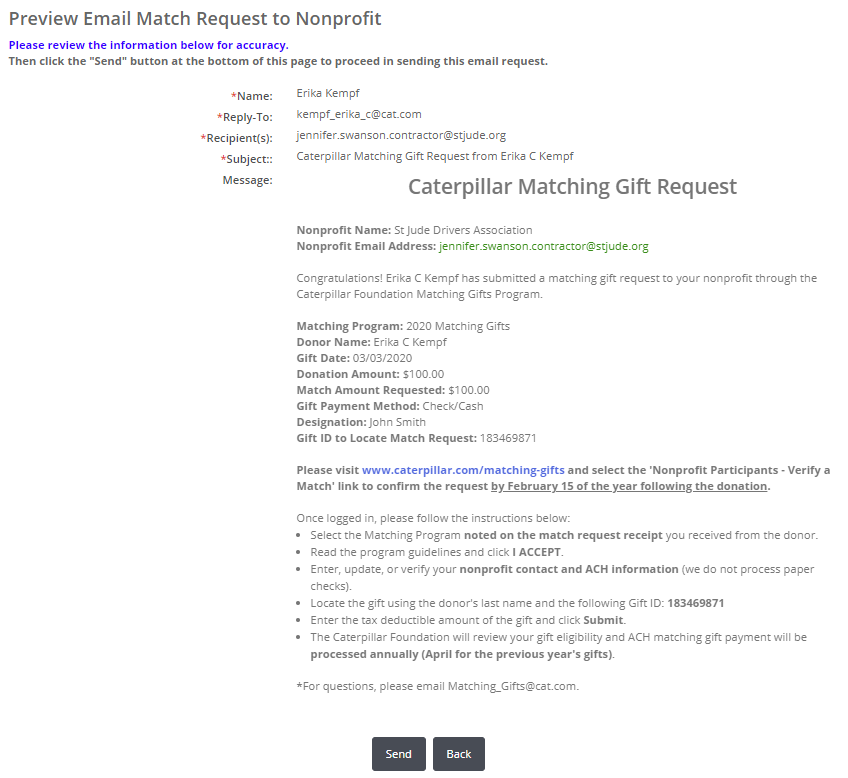 Preview Email Match Request to Nonprofit
Please review the information below for accuracy.
Then click the "Send" button at the bottom of this page to proceed in sending this email request.
*Name: Erika Kempf
*Reply-To: kempf_erika_c@cat.com
*Recipient(s): jennifer.swanson.contractor@stjude.org
*Subject:: Caterpillar Matching Gift Request from Erika C Kempf
Message:
Caterpillar Matching Gift Request
Nonprofit Name: St Jude Drivers Association
Nonprofit Email Address: jennifer.swanson.contractor@stjude.org
Congratulations! Erika C Kempf has submitted a matching gift request to your nonprofit through the
Caterpillar Foundation Matching Gifts Program.
Matching Program: 2020 Matching Gifts
Donor Name: Erika C Kempf
Gift Date: 03/03/2020
Donation Amount: $100.00
Match Amount Requested: $100.00
Gift Payment Method: Check/Cash
Designation: John Smith
Gift ID to Locate Match Request: 183469871
Please visit www.caterpillar.com/matching-gifts and select the 'Nonprofit Participants - Verify a
Match' link to confirm the request by February 15 of the year following the donation.
Once logged in, please follow the instructions below:
• Select the Matching Program noted on the match request receipt you received from the donor.
• Read the program guidelines and click I ACCEPT.
• Enter, update, or verify your nonprofit contact and ACH information (we do not process paper
checks).
• Locate the gift using the donor's last name and the following Gift ID: 183469871
• Enter the tax deductible amount of the gift and click Submit.
• The Caterpillar Foundation will review your gift eligibility and ACH matching gift payment will be
processed annually (April for the previous year's gifts).
*For questions, please email Matching_Gifts@cat.com.
Send Back